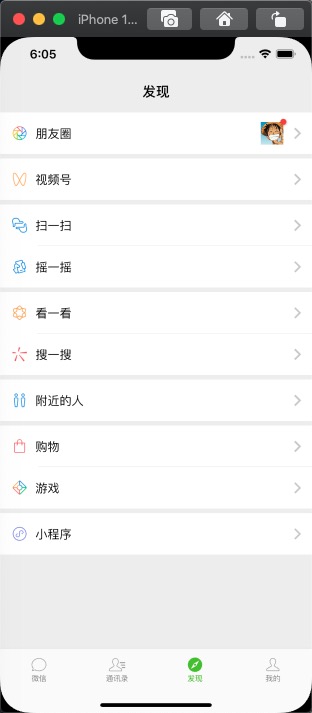 iPhone 1...
6:05
发现
朋友圈
视频号
扫一扫
摇一摇
看一看
搜一搜
附近的人
购物
游戏
小程序
微信 通讯录 发现 我的